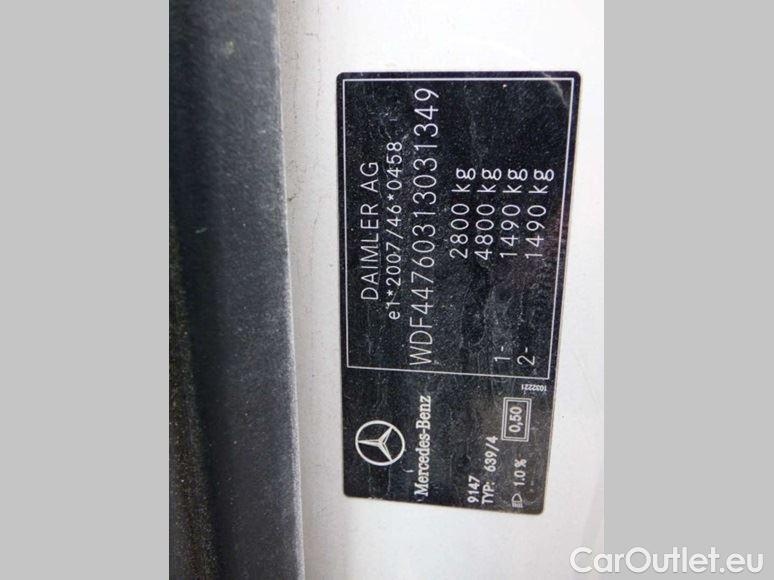 DAIMLER AG
e1*2007/46*0458
WDF44760313031349
2800 kg
4800 kg
1- 1490 kg
2- 1490 kg
1032221
Mercedes-Benz
9147
TYP: 639/4
0,50
1.0 %
CarOutlet.eu